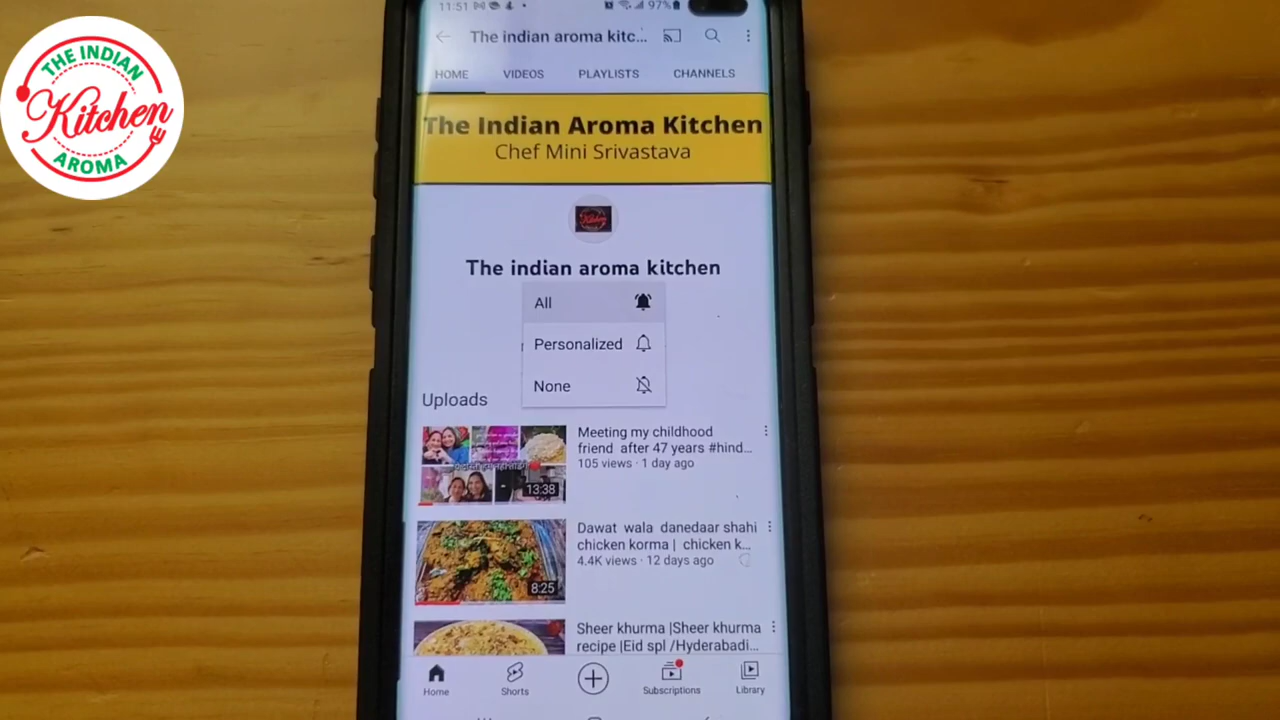 THE INDIAN
Kitchen
AROMA
11:51
97%
The indian aroma kitc...
HOME VIDEOS PLAYLISTS CHANNELS
The Indian Aroma Kitchen
Chef Mini Srivastava
Kitchen
The indian aroma kitchen
All
Personalized
None
Uploads
Meeting my childhood
friend after 47 years #hind...
105 views · 1 day ago
13:38
Dawat wala danedaar shahi
chicken korma | chicken k...
4.4K views · 12 days ago
8:25
Sheer khurma |Sheer khurma
recipe |Eid spl /Hyderabadi...
Home Shorts Subscriptions Library